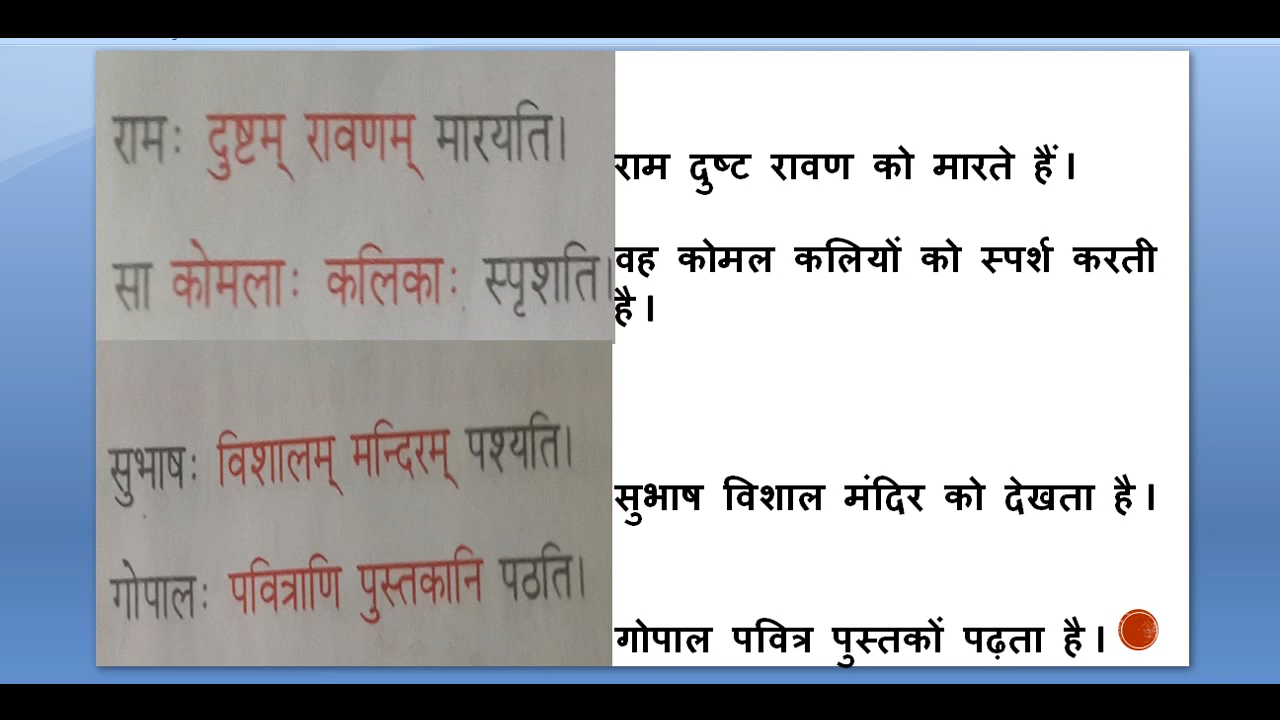 रामः दुष्टम् रावणम् मारयति।
राम दुष्ट रावण को मारते हैं।
सा कोमलाः कलिकाः स्पृशति।
वह कोमल कलियों को स्पर्श करती
है।
सुभाषः विशालम् मन्दिरम् पश्यति।
सुभाष विशाल मंदिर को देखता है।
गोपालः पवित्राणि पुस्तकानि पठति।
गोपाल पवित्र पुस्तकों पढ़ता है।